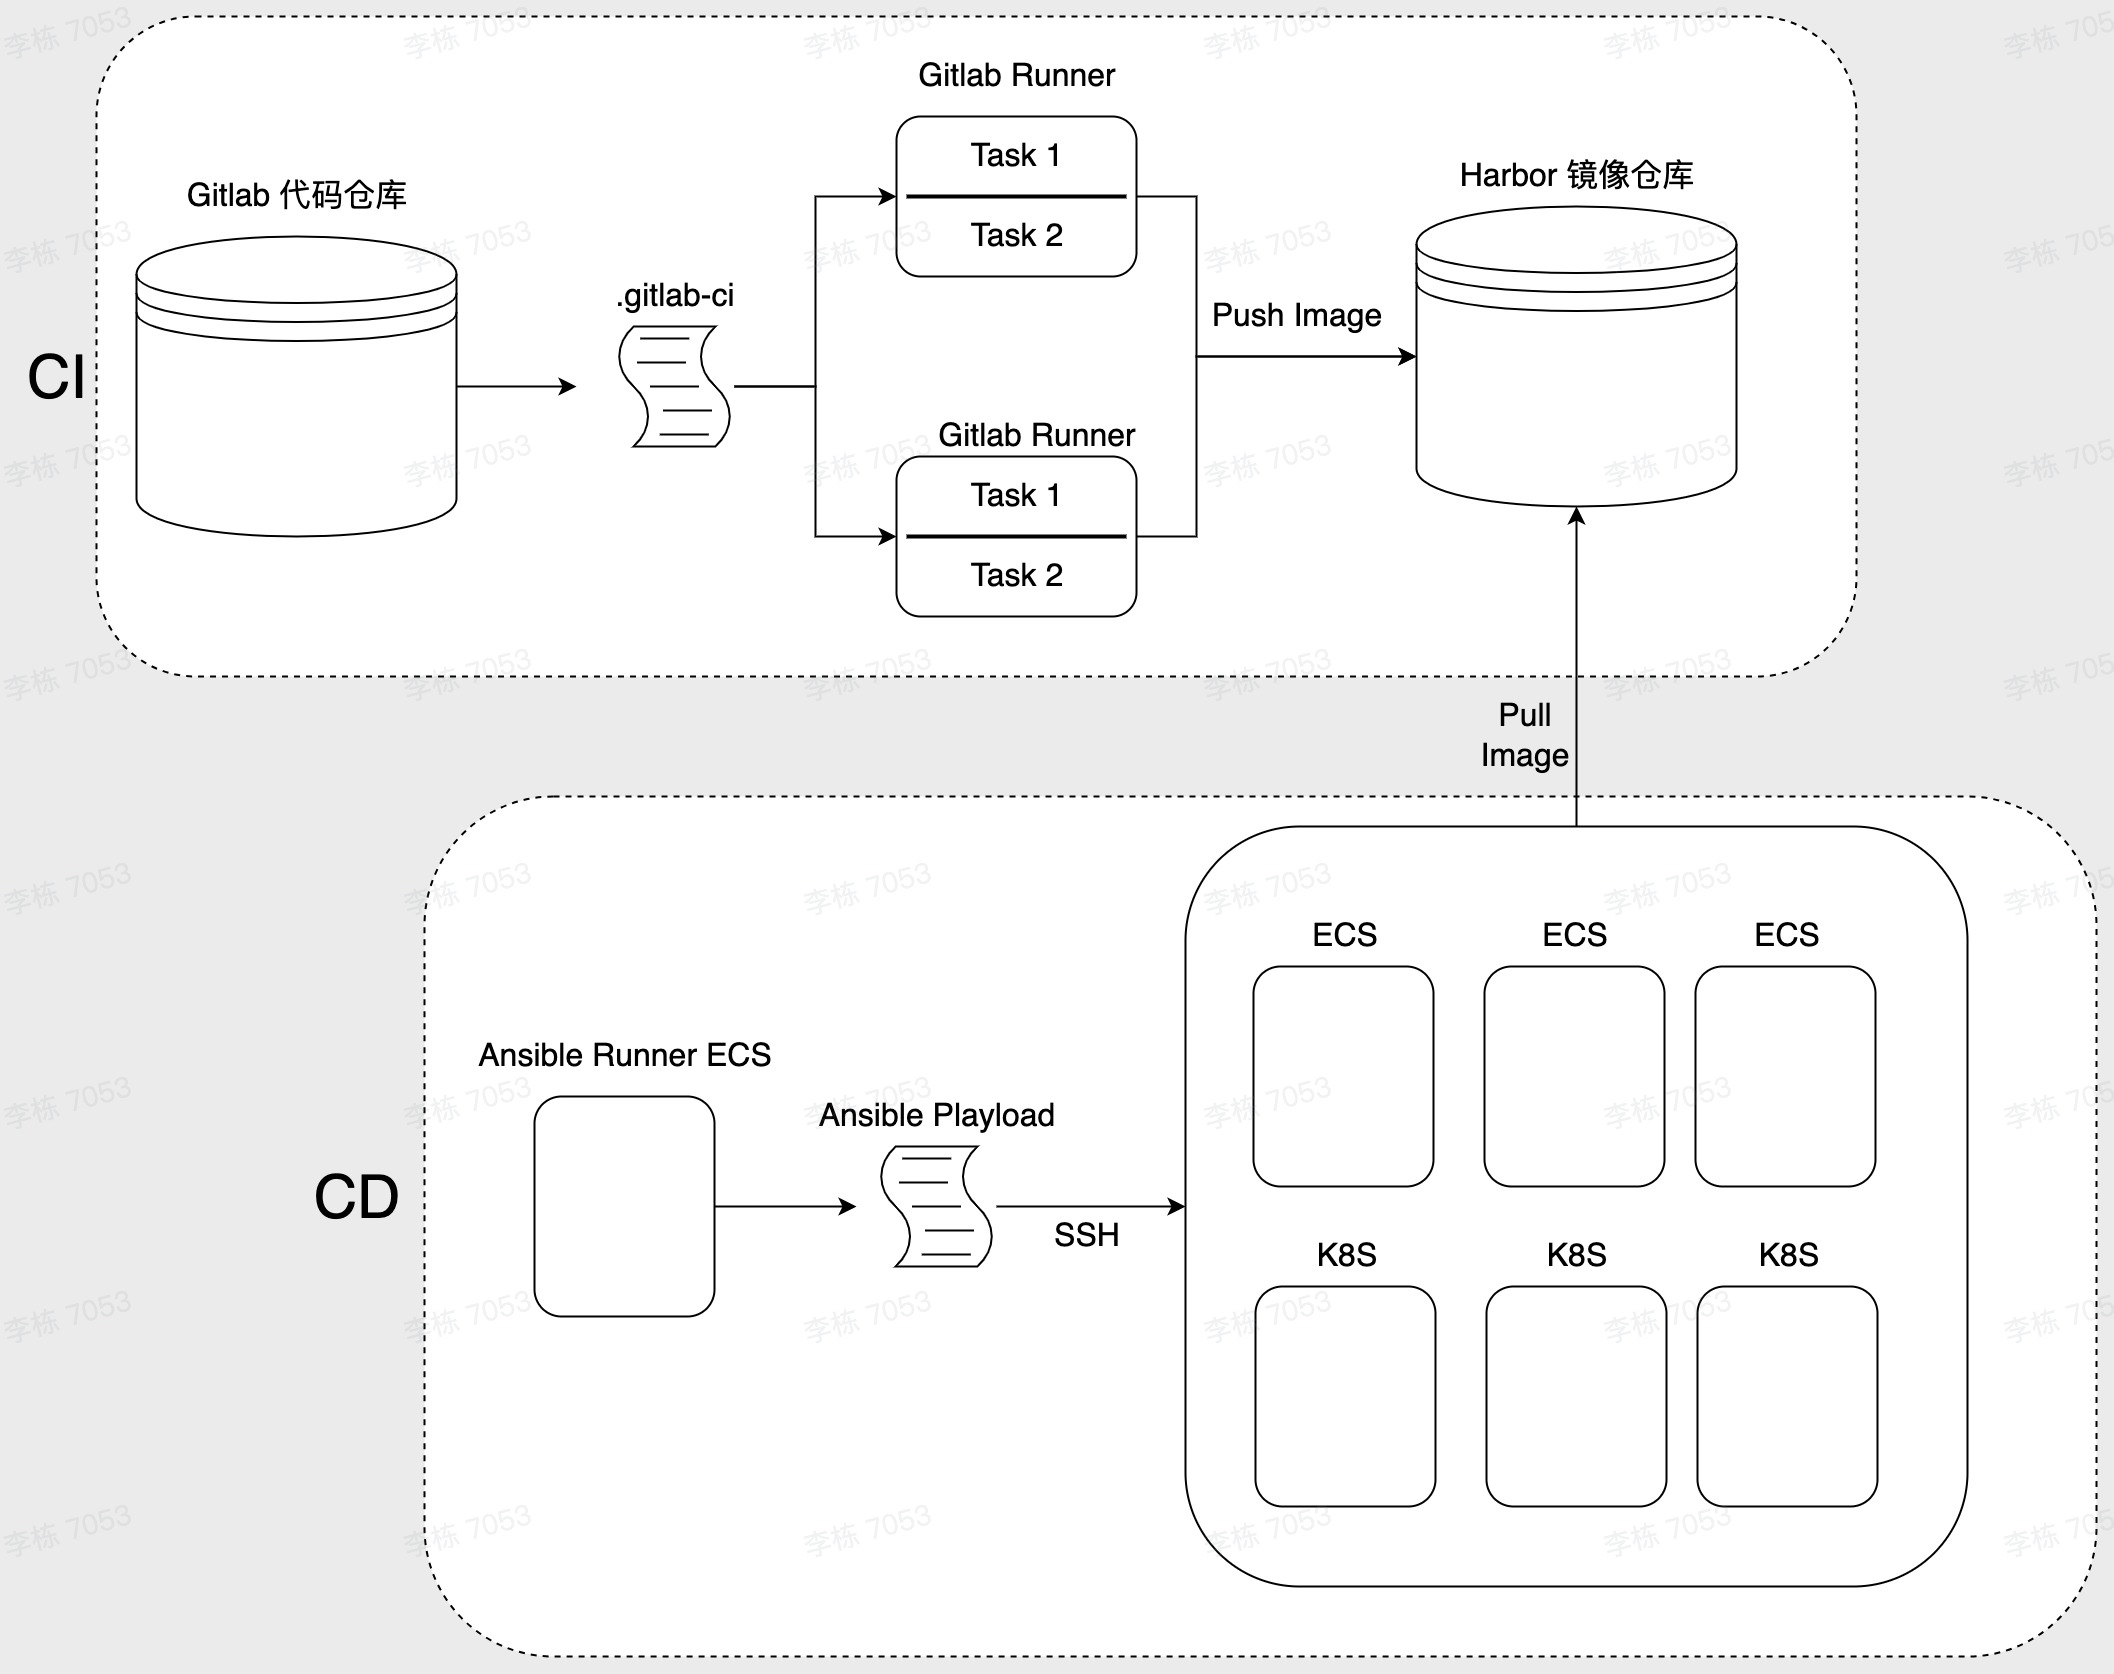 Gitlab Runner
Task 1
Task 2
Gitlab 代码仓库
Harbor 镜像仓库
.gitlab-ci
Push Image
CI
Gitlab Runner
Task 1
Task 2
Pull
Image
ECS
ECS
ECS
Ansible Runner ECS
Ansible Playload
CD
SSH
K8S
K8S
K8S
李栋 7053